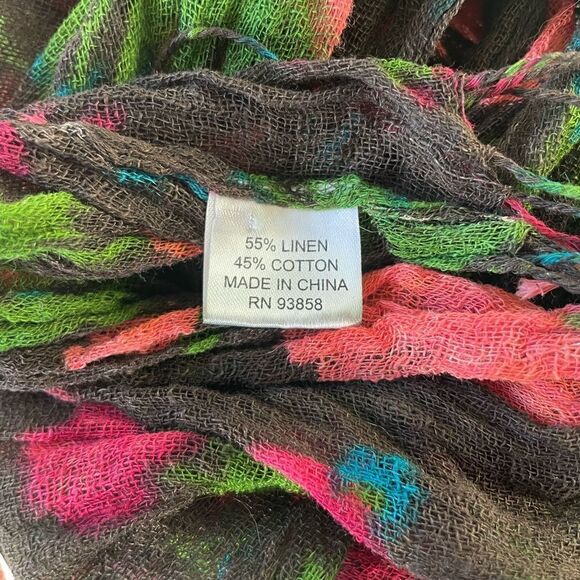 55% LINEN
45% COTTON
MADE IN CHINA
RN 93858